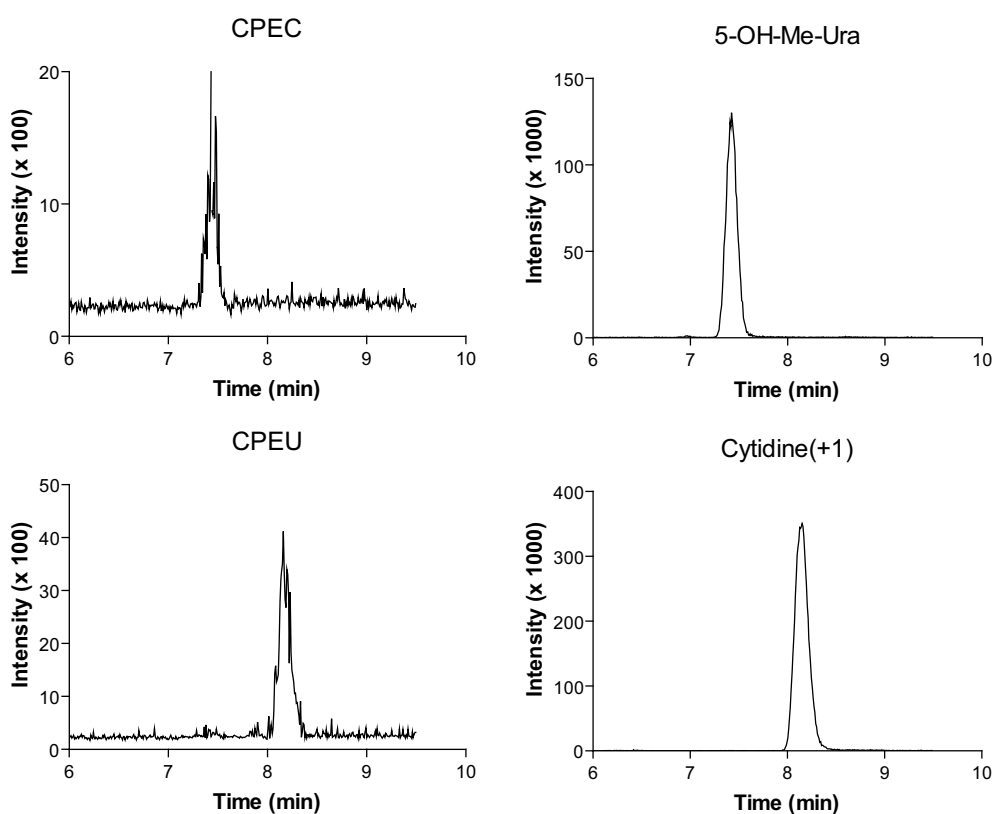 CPEC
Intensity (x 100)
20
10
0
6 7 8 9 10
Time (min)
5-OH-Me-Ura
Intensity (x 1000)
150
100
50
0
6 7 8 9 10
Time (min)
CPEU
Intensity (x 100)
50
40
30
20
10
0
6 7 8 9 10
Time (min)
Cytidine(+1)
Intensity (x 1000)
400
300
200
100
0
6 7 8 9 10
Time (min)